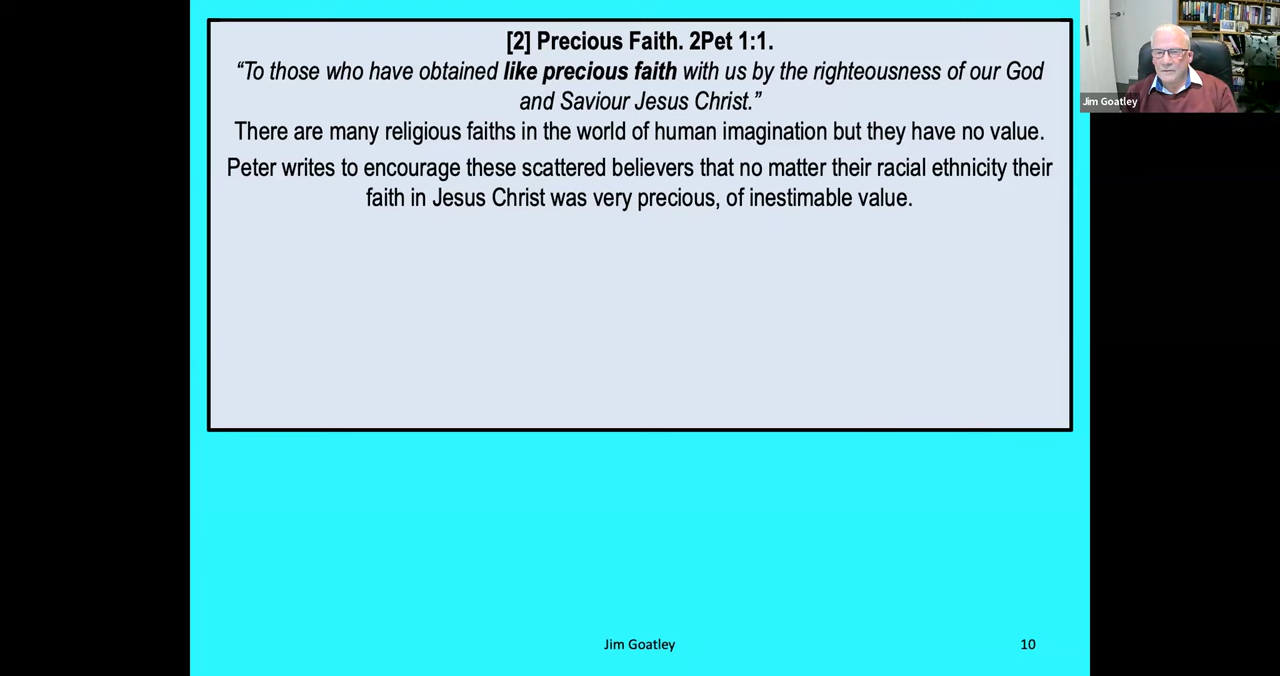 [2] Precious Faith. 2Pet 1:1.
“To those who have obtained like precious faith with us by the righteousness of our God
and Saviour Jesus Christ.”
There are many religious faiths in the world of human imagination but they have no value.
Peter writes to encourage these scattered believers that no matter their racial ethnicity their
faith in Jesus Christ was very precious, of inestimable value.
Jim Goatley
Jim Goatley
10